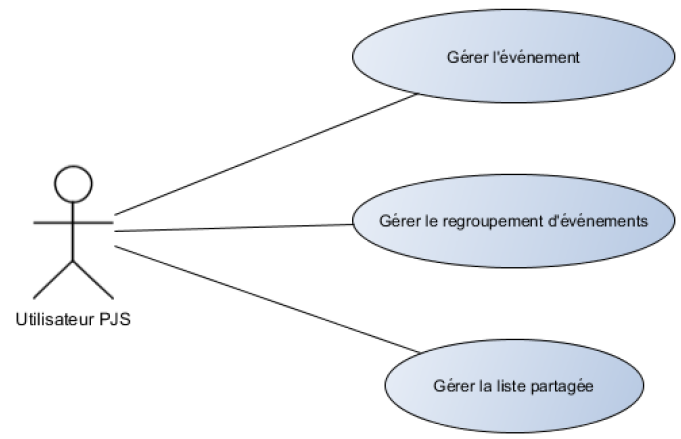 Gérer l'événement
Gérer le regroupement d'événements
Utilisateur PJS
Gérer la liste partagée